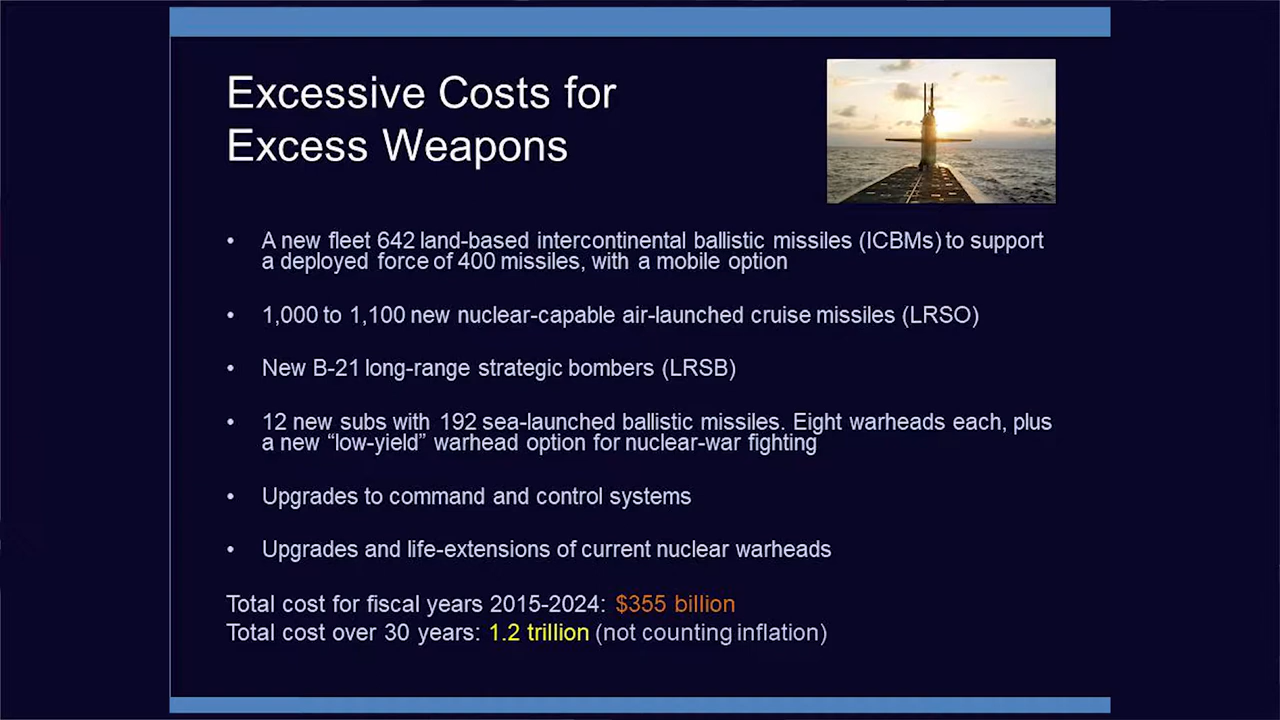 Excessive Costs for
Excess Weapons
• A new fleet 642 land-based intercontinental ballistic missiles (ICBMs) to support
a deployed force of 400 missiles, with a mobile option
• 1,000 to 1,100 new nuclear-capable air-launched cruise missiles (LRSO)
• New B-21 long-range strategic bombers (LRSB)
• 12 new subs with 192 sea-launched ballistic missiles. Eight warheads each, plus
a new “low-yield” warhead option for nuclear-war fighting
• Upgrades to command and control systems
• Upgrades and life-extensions of current nuclear warheads
Total cost for fiscal years 2015-2024: $355 billion
Total cost over 30 years: 1.2 trillion (not counting inflation)